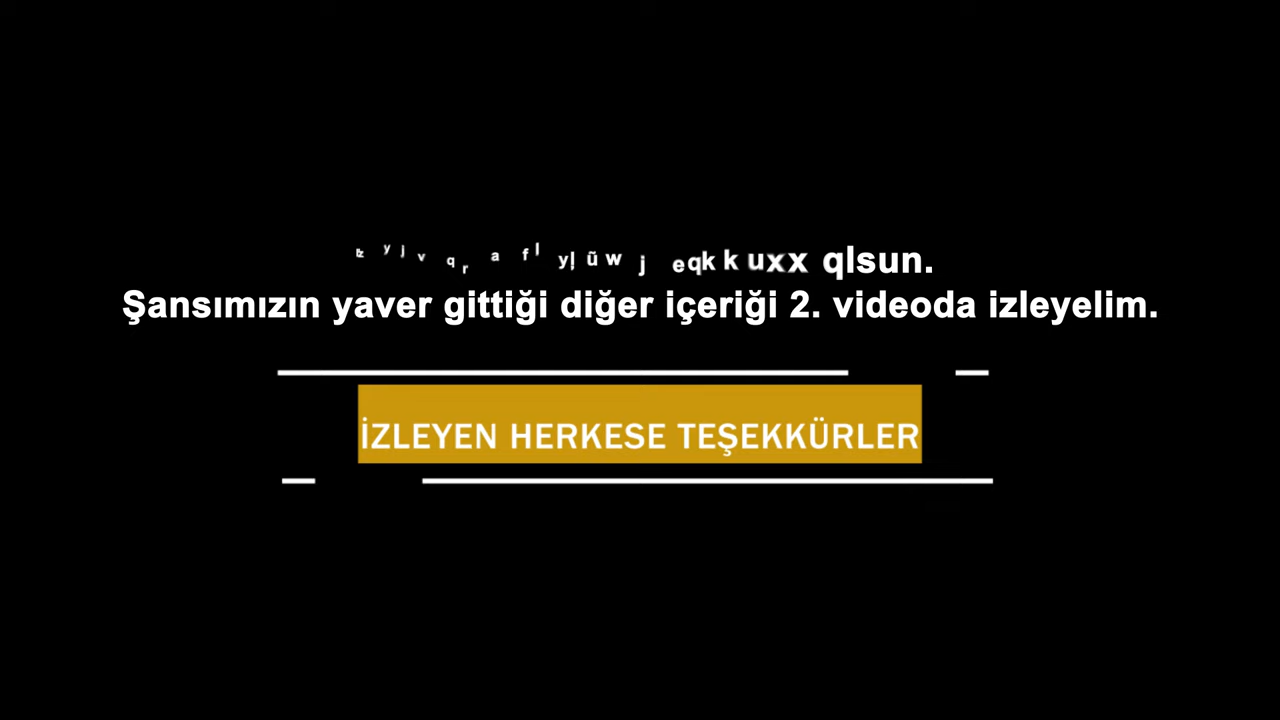 qlsun.
Şansımızın yaver gittiği diğer içeriği 2. videoda izleyelim.
İZLEYEN HERKESE TEŞEKKÜRLER